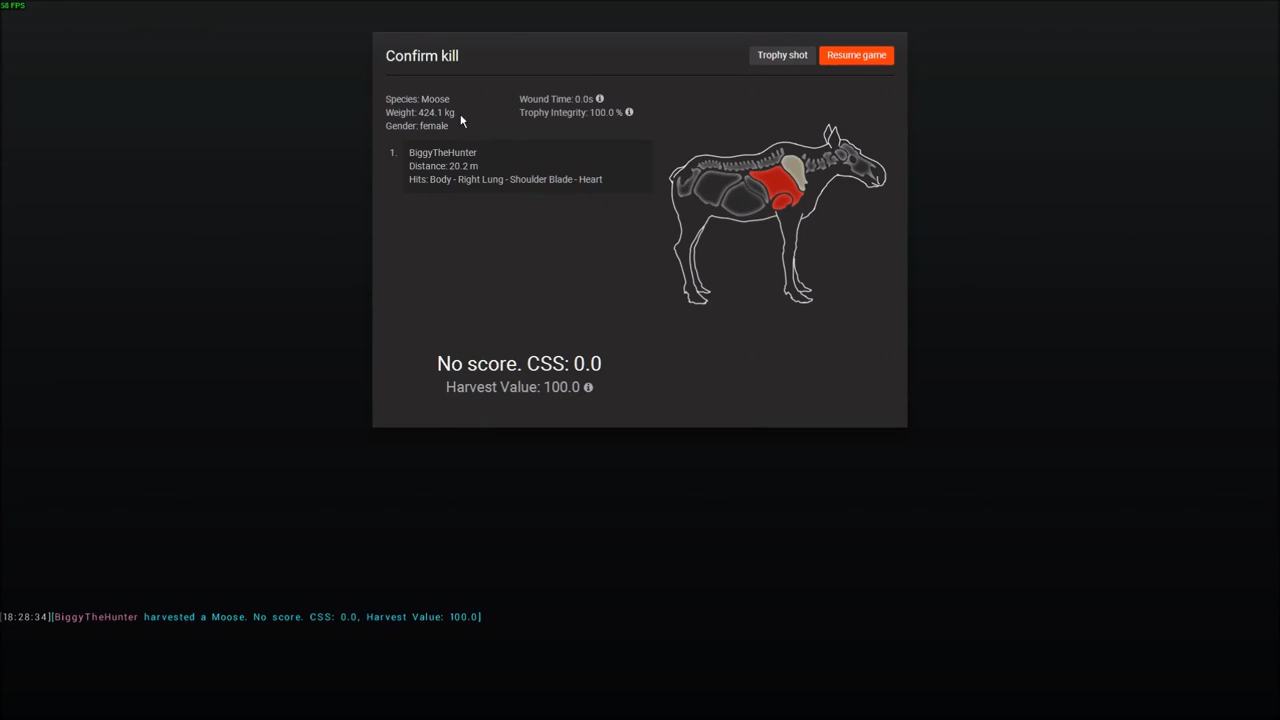 58 FPS
Confirm kill
Trophy shot
Resume game
Species: Moose
Wound Time: 0.0s
Weight: 424.1 kg
Trophy Integrity: 100.0 %
Gender: female
1. BiggyTheHunter
Distance: 20.2 m
Hits: Body - Right Lung - Shoulder Blade - Heart
No score. CSS: 0.0
Harvest Value: 100.0
[18:28:34][BiggyTheHunter harvested a Moose. No score. CSS: 0.0, Harvest Value: 100.0]